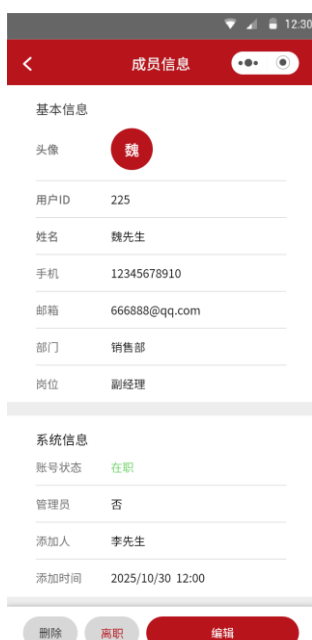 12:30
成员信息
基本信息
头像 魏
用户ID 225
姓名 魏先生
手机 12345678910
邮箱 666888@qq.com
部门 销售部
岗位 副经理
系统信息
账号状态 在职
管理员 否
添加人 李先生
添加时间 2025/10/30 12:00
删除 离职 编辑